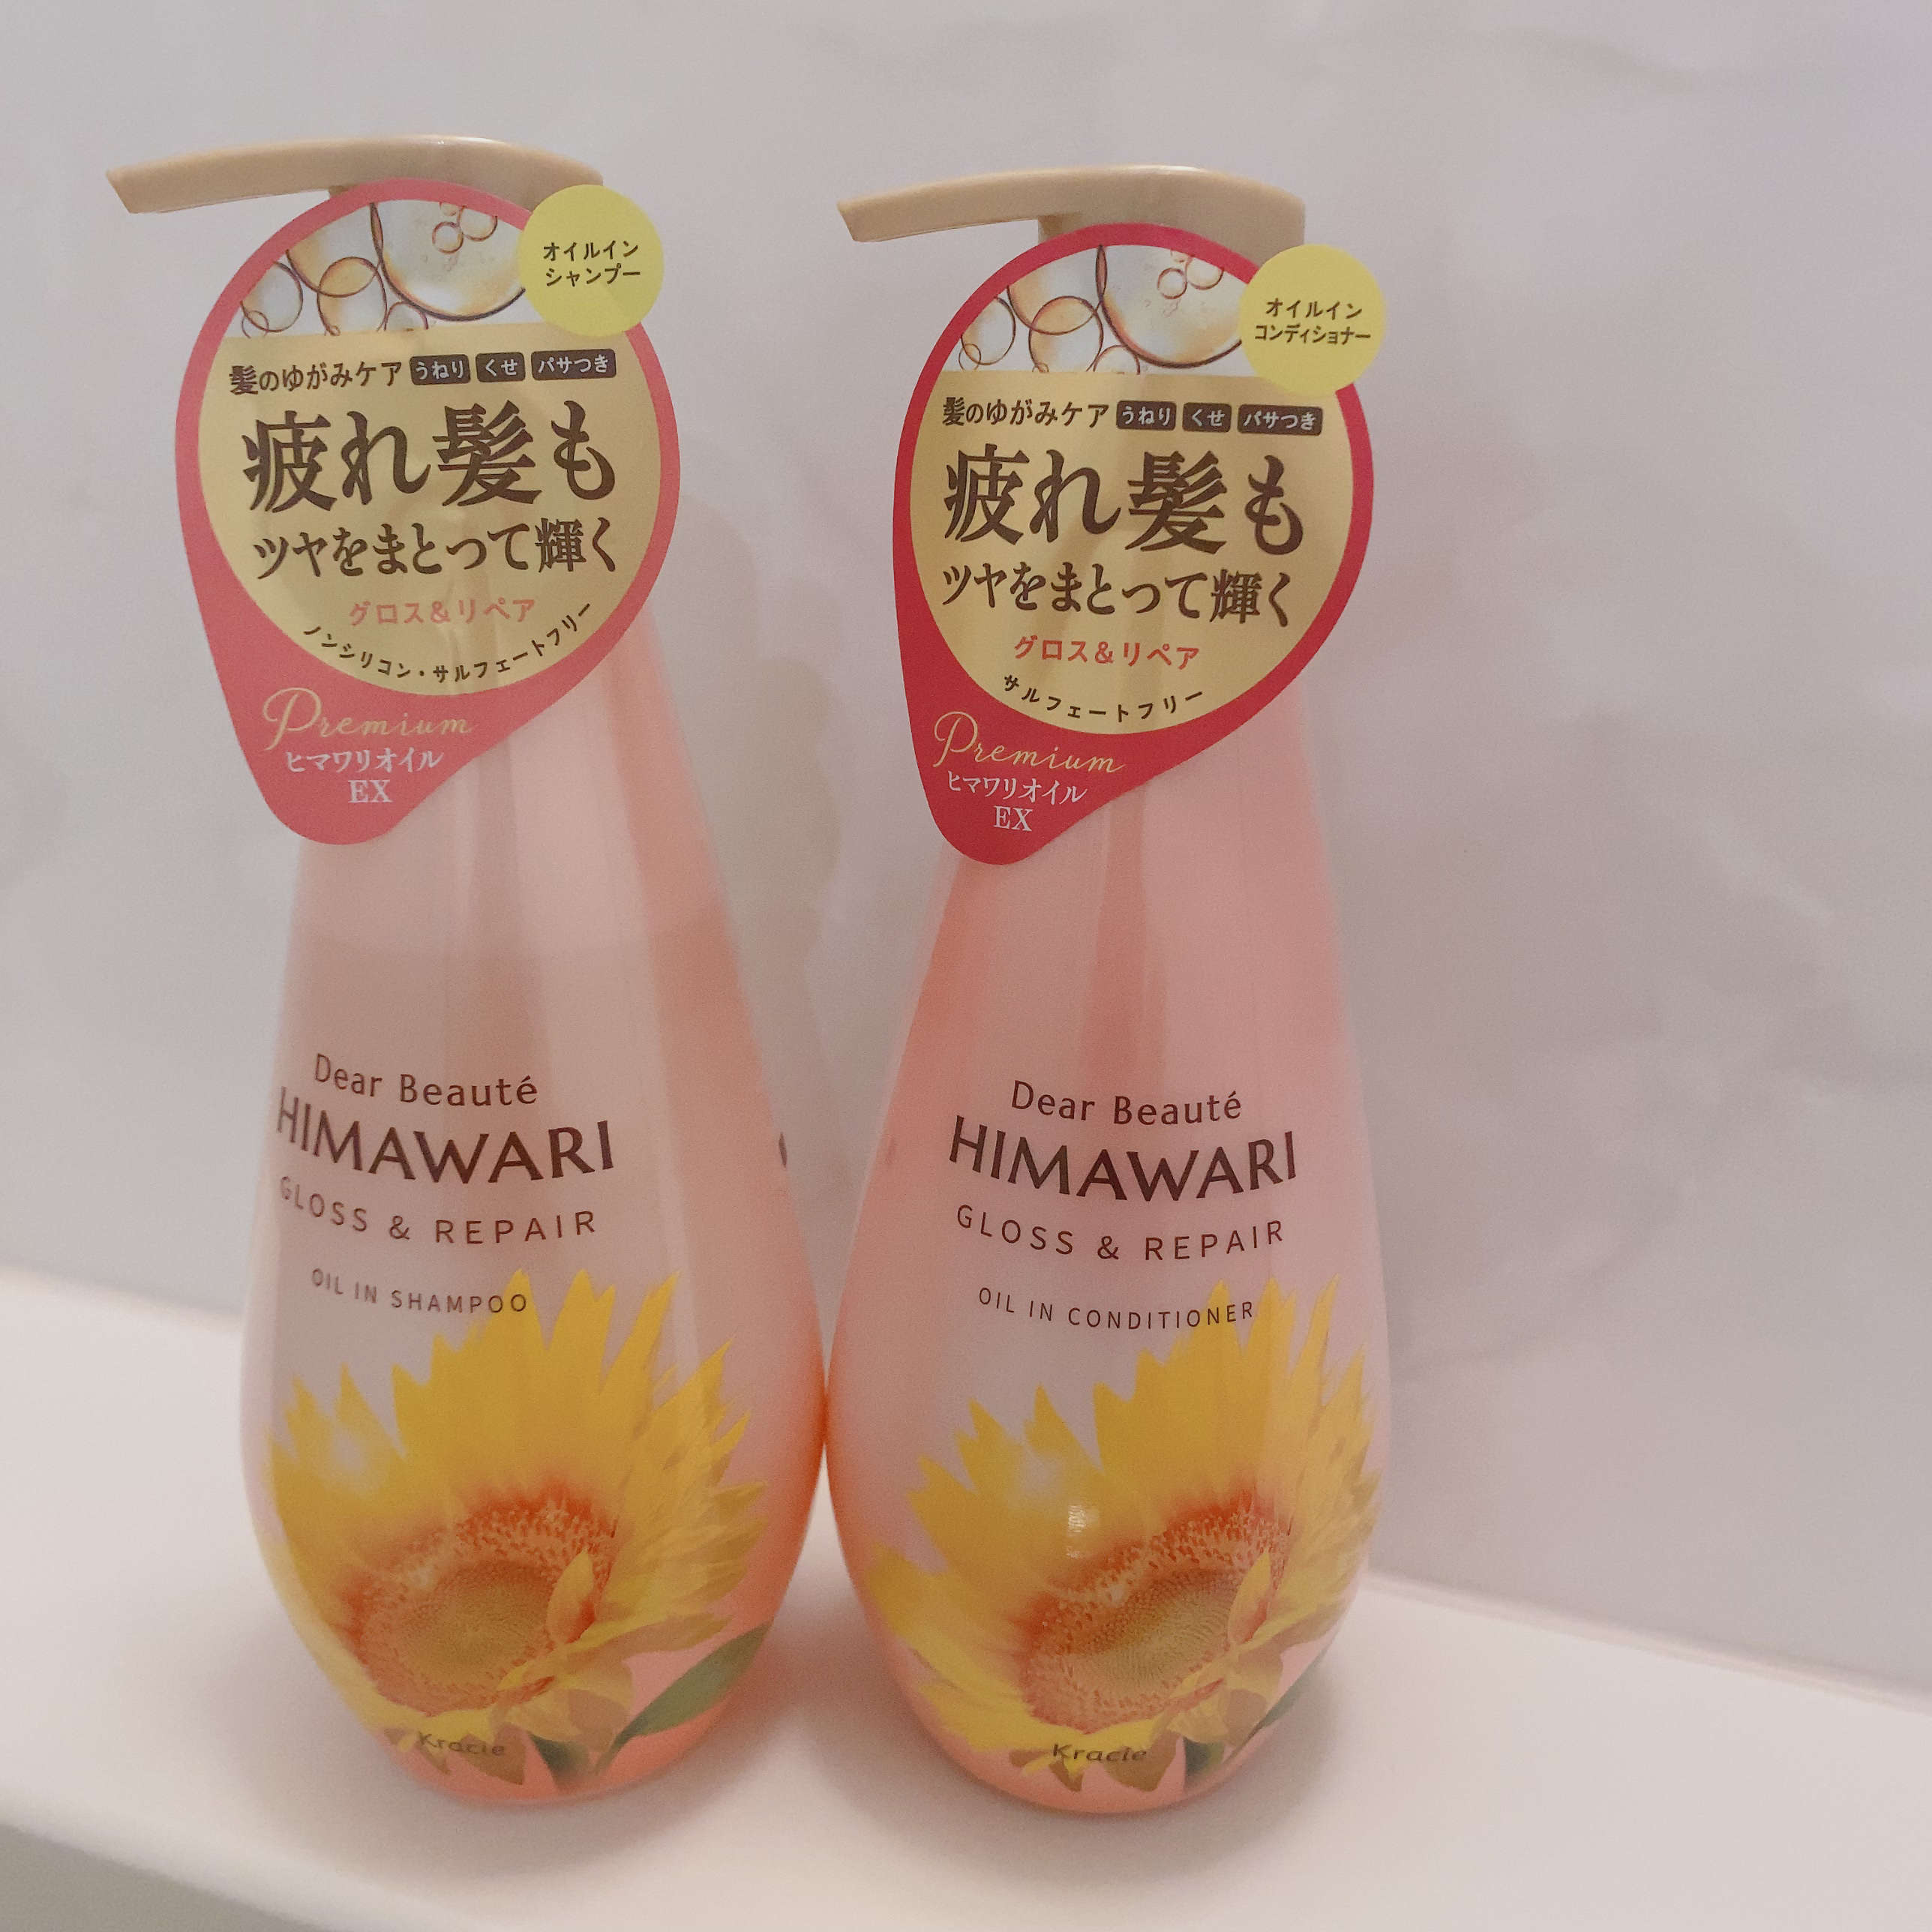 オイルイン
シャンプー
髪のゆがみケア うねり くせ パサつき
疲れ髪も
ツヤをまとって輝く
グロス&リペア
ノンシリコン・サルフェートフリー
Premium
ヒマワリオイル
EX
Dear Beauté
HIMAWARI
GLOSS & REPAIR
OIL IN SHAMPOO
Kracie
オイルイン
コンディショナー
髪のゆがみケア うねり くせ パサつき
疲れ髪も
ツヤをまとって輝く
グロス&リペア
サルフェートフリー
Premium
ヒマワリオイル
EX
Dear Beauté
HIMAWARI
GLOSS & REPAIR
OIL IN CONDITIONER
Kracie